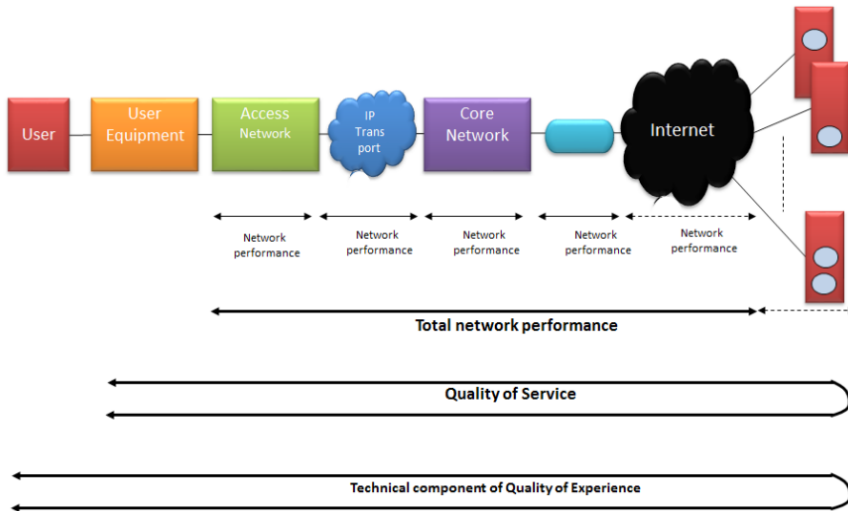 User
User
Equipment
Access
Network
IP
Trans
port
Core
Network
Internet
Network
performance
Network
performance
Network
performance
Network
performance
Network
performance
Total network performance
Quality of Service
Technical component of Quality of Experience